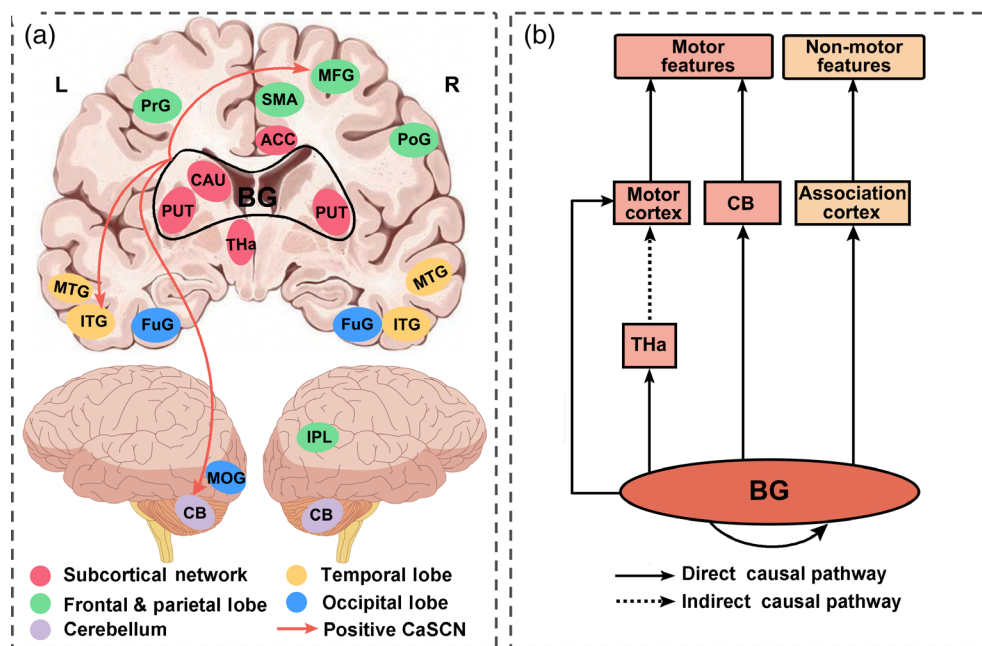 (a)
L
R
MFG
SMA
PrG
ACC
PoG
CAU
BG
PUT
PUT
THa
MTG
MTG
ITG
FuG
FuG
ITG
IPL
MOG
CB
CB
Subcortical network
Temporal lobe
Frontal & parietal lobe
Occipital lobe
Cerebellum
Positive CaSCN
(b)
Motor
features
Non-motor
features
Motor
cortex
CB
Association
cortex
THa
BG
Direct causal pathway
Indirect causal pathway